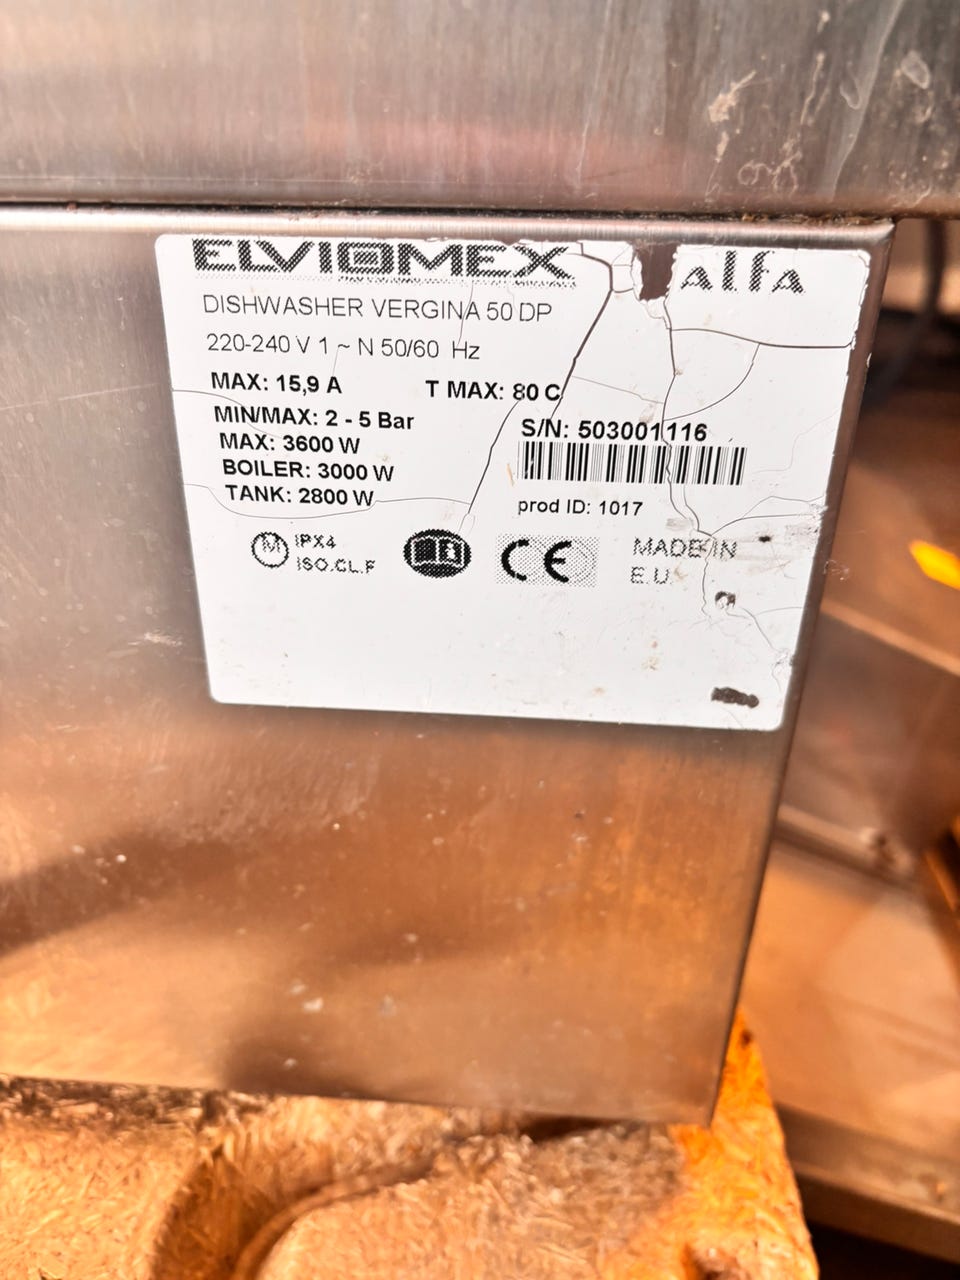 ELVIOMEX alfa
DISHWASHER VERGINA 50 DP
220-240 V 1 ~ N 50/60 Hz
MAX: 15,9 A T MAX: 80 C
MIN/MAX: 2 - 5 Bar
S/N: 503001116
MAX: 3600 W
BOILER: 3000 W
TANK: 2800 W
prod ID: 1017
M IPX4
ISO.CL.F
CE
MADE IN
E.U.